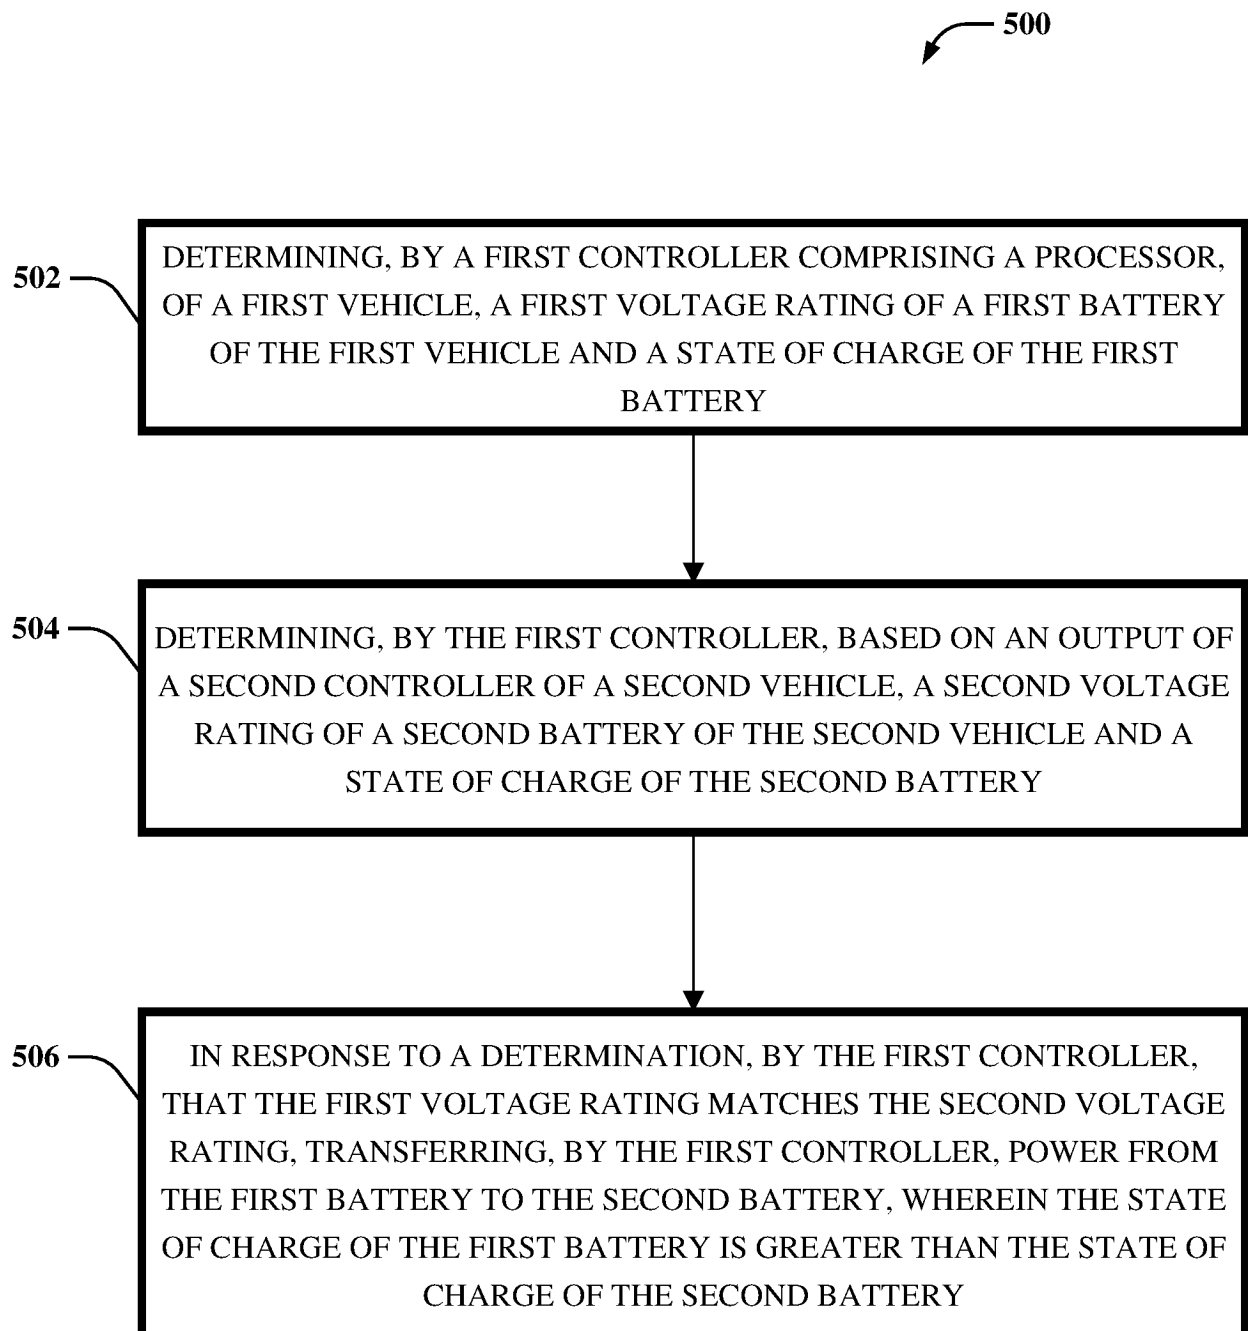 500
502
DETERMINING, BY A FIRST CONTROLLER COMPRISING A PROCESSOR,
OF A FIRST VEHICLE, A FIRST VOLTAGE RATING OF A FIRST BATTERY
OF THE FIRST VEHICLE AND A STATE OF CHARGE OF THE FIRST
BATTERY
504
DETERMINING, BY THE FIRST CONTROLLER, BASED ON AN OUTPUT OF
A SECOND CONTROLLER OF A SECOND VEHICLE, A SECOND VOLTAGE
RATING OF A SECOND BATTERY OF THE SECOND VEHICLE AND A
STATE OF CHARGE OF THE SECOND BATTERY
506
IN RESPONSE TO A DETERMINATION, BY THE FIRST CONTROLLER,
THAT THE FIRST VOLTAGE RATING MATCHES THE SECOND VOLTAGE
RATING, TRANSFERRING, BY THE FIRST CONTROLLER, POWER FROM
THE FIRST BATTERY TO THE SECOND BATTERY, WHEREIN THE STATE
OF CHARGE OF THE FIRST BATTERY IS GREATER THAN THE STATE OF
CHARGE OF THE SECOND BATTERY